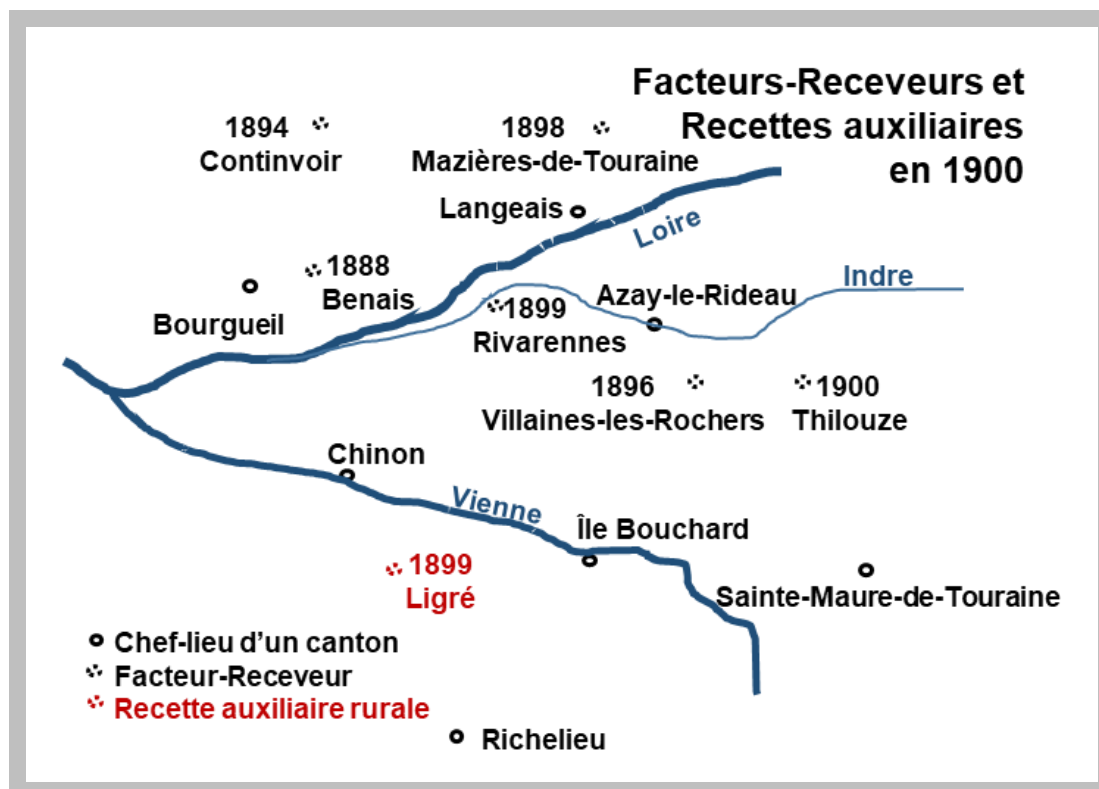 Facteurs-Receveurs et
Recettes auxiliaires
en 1900
1894
Continvoir
1898
Mazières-de-Touraine
Langeais
Loire
1888
Benais
Bourgueil
1899
Rivarennes
Azay-le-Rideau
Indre
1896
Villaines-les-Rochers
1900
Thilouze
Chinon
Vienne
Île Bouchard
1899
Ligré
Sainte-Maure-de-Touraine
Chef-lieu d’un canton
Facteur-Receveur
Recette auxiliaire rurale
Richelieu